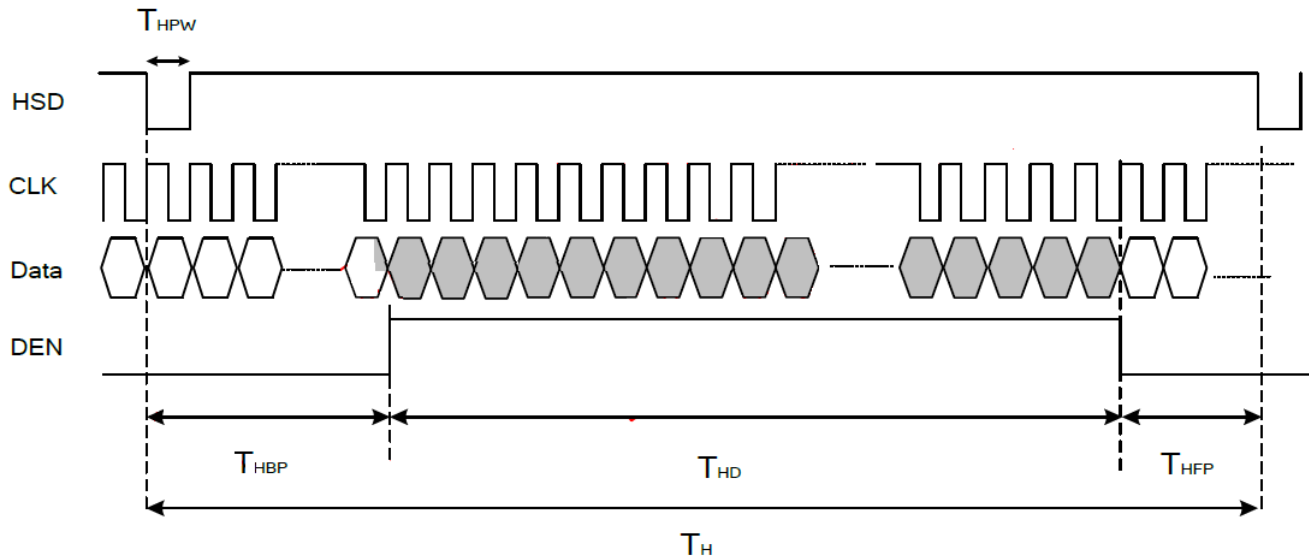 THPW
HSD
CLK
Data
DEN
THBP
THD
THFP
TH